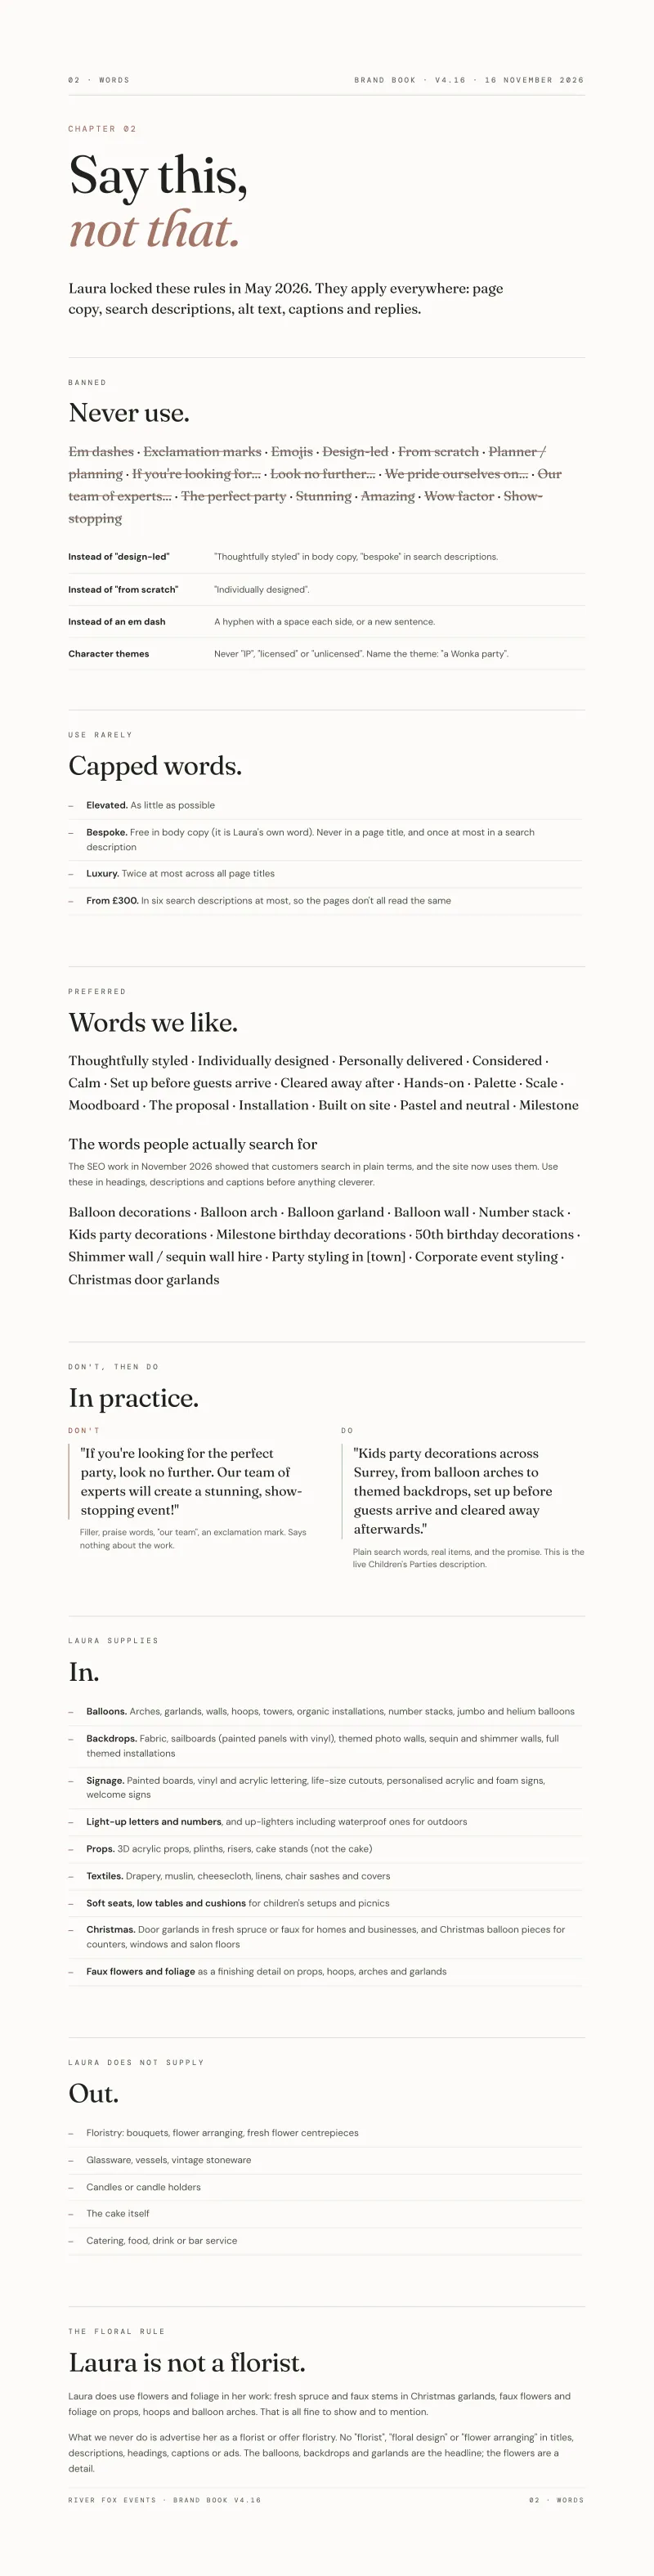 02 · WORDS
BRAND BOOK · V4.16 · 16 NOVEMBER 2026
CHAPTER 02
Say this,
not that.
Laura locked these rules in May 2026. They apply everywhere: page
copy, search descriptions, alt text, captions and replies.
BANNED
Never use.
Em dashes · Exclamation marks · Emojis · Design-led · From scratch · Planner /
planning · If you're looking for... · Look no further... · We pride ourselves on... · Our
team of experts... · The perfect party · Stunning · Amazing · Wow factor · Show-
stopping
Instead of "design-led"
"Thoughtfully styled" in body copy, "bespoke" in search descriptions.
Instead of "from scratch"
"Individually designed".
Instead of an em dash
A hyphen with a space each side, or a new sentence.
Character themes
Never "IP", "licensed" or "unlicensed". Name the theme: "a Wonka party".
USE RARELY
Capped words.
– Elevated. As little as possible
– Bespoke. Free in body copy (it is Laura's own word). Never in a page title, and once at most in a search
description
– Luxury. Twice at most across all page titles
– From £300. In six search descriptions at most, so the pages don't all read the same
PREFERRED
Words we like.
Thoughtfully styled · Individually designed · Personally delivered · Considered ·
Calm · Set up before guests arrive · Cleared away after · Hands-on · Palette · Scale ·
Moodboard · The proposal · Installation · Built on site · Pastel and neutral · Milestone
The words people actually search for
The SEO work in November 2026 showed that customers search in plain terms, and the site now uses them. Use
these in headings, descriptions and captions before anything cleverer.
Balloon decorations · Balloon arch · Balloon garland · Balloon wall · Number stack ·
Kids party decorations · Milestone birthday decorations · 50th birthday decorations ·
Shimmer wall / sequin wall hire · Party styling in [town] · Corporate event styling ·
Christmas door garlands
DON'T, THEN DO
In practice.
DON'T
"If you're looking for the perfect
party, look no further. Our team of
experts will create a stunning, show-
stopping event!"
Filler, praise words, "our team", an exclamation mark. Says
nothing about the work.
DO
"Kids party decorations across
Surrey, from balloon arches to
themed backdrops, set up before
guests arrive and cleared away
afterwards."
Plain search words, real items, and the promise. This is the
live Children's Parties description.
LAURA SUPPLIES
In.
– Balloons. Arches, garlands, walls, hoops, towers, organic installations, number stacks, jumbo and helium balloons
– Backdrops. Fabric, sailboards (painted panels with vinyl), themed photo walls, sequin and shimmer walls, full
themed installations
– Signage. Painted boards, vinyl and acrylic lettering, life-size cutouts, personalised acrylic and foam signs,
welcome signs
– Light-up letters and numbers, and up-lighters including waterproof ones for outdoors
– Props. 3D acrylic props, plinths, risers, cake stands (not the cake)
– Textiles. Drapery, muslin, cheesecloth, linens, chair sashes and covers
– Soft seats, low tables and cushions for children's setups and picnics
– Christmas. Door garlands in fresh spruce or faux for homes and businesses, and Christmas balloon pieces for
counters, windows and salon floors
– Faux flowers and foliage as a finishing detail on props, hoops, arches and garlands
LAURA DOES NOT SUPPLY
Out.
– Floristry: bouquets, flower arranging, fresh flower centrepieces
– Glassware, vessels, vintage stoneware
– Candles or candle holders
– The cake itself
– Catering, food, drink or bar service
THE FLORAL RULE
Laura is not a florist.
Laura does use flowers and foliage in her work: fresh spruce and faux stems in Christmas garlands, faux flowers and
foliage on props, hoops and balloon arches. That is all fine to show and to mention.
What we never do is advertise her as a florist or offer floristry. No "florist", "floral design" or "flower arranging" in titles,
descriptions, headings, captions or ads. The balloons, backdrops and garlands are the headline; the flowers are a
detail.
RIVER FOX EVENTS · BRAND BOOK V4.16
02 · WORDS